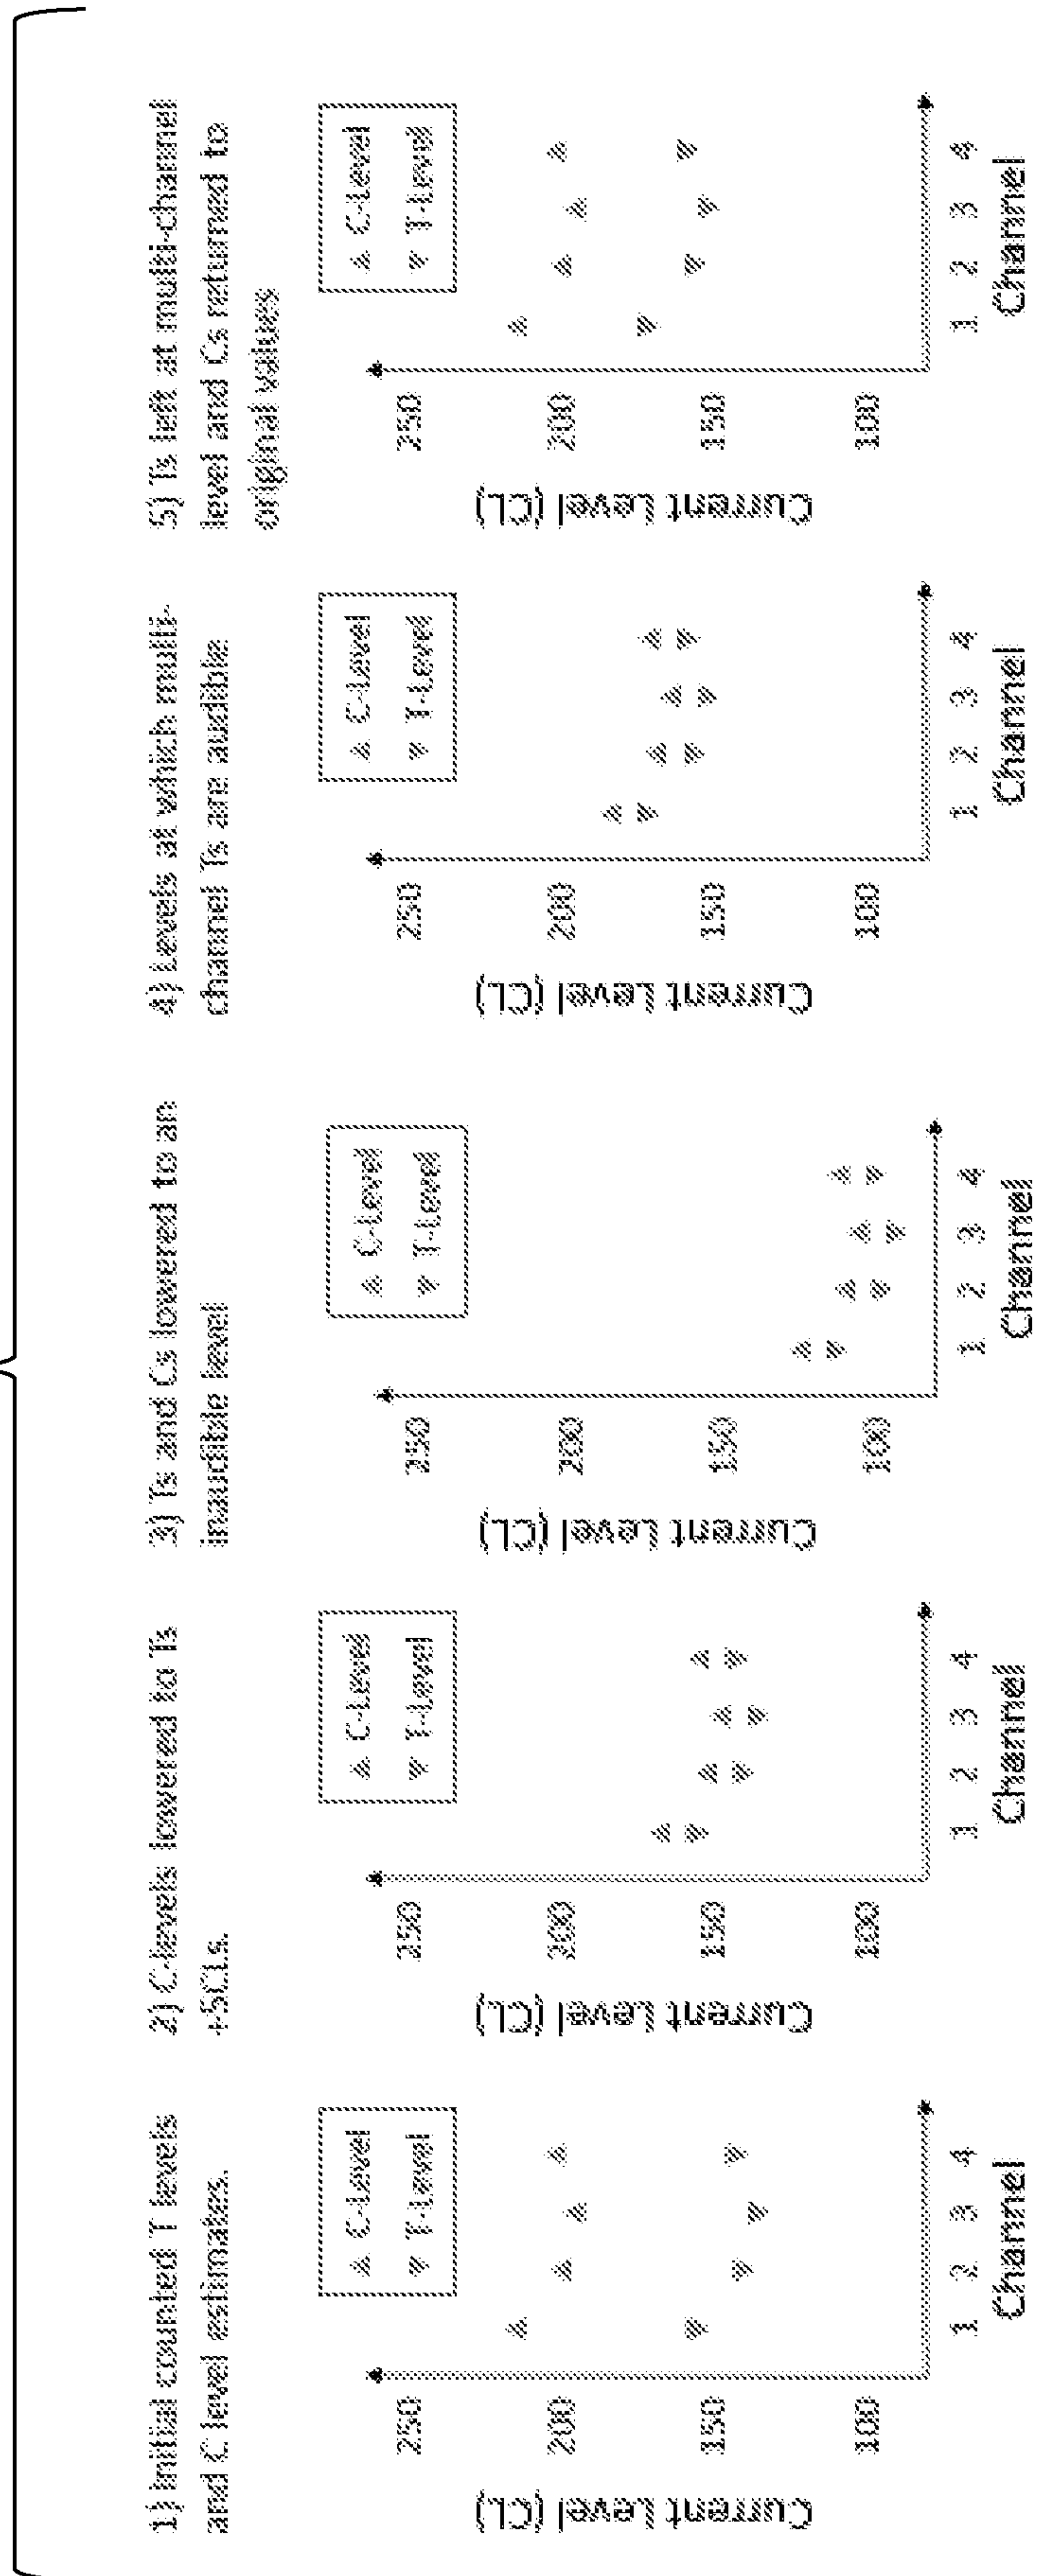 1) Initial counted T levels
and C level estimates.
Current Level (CL)
250
200
150
100
C-Level
T-Level
1 2 3 4
Channel
2) C-levels lowered to Ts
+5CLs.
Current Level (CL)
250
200
150
100
C-Level
T-Level
1 2 3 4
Channel
3) Ts and Cs lowered to an
inaudible level
Current Level (CL)
250
200
150
100
C-Level
T-Level
1 2 3 4
Channel
4) Levels at which multi-
channel Ts are audible
Current Level (CL)
250
200
150
100
C-Level
T-Level
1 2 3 4
Channel
5) Ts left at multi-channel
level and Cs returned to
original values
Current Level (CL)
250
200
150
100
C-Level
T-Level
1 2 3 4
Channel